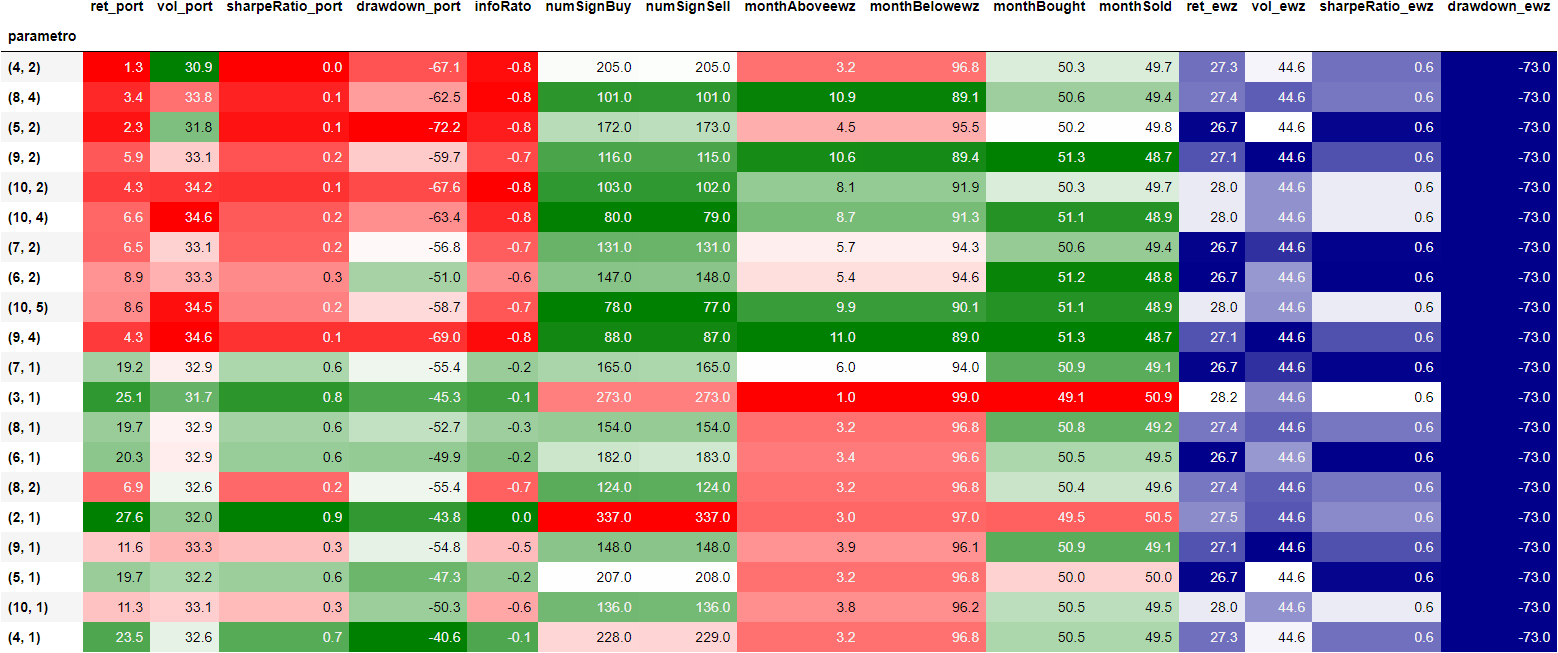 ret_port vol_port sharpeRatio_port drawdown_port infoRato numSignBuy numSignSell monthAboveewz monthBelowewz monthBought monthSold ret_ewz vol_ewz sharpeRatio_ewz drawdown_ewz
parametro
(4, 2) 1.3 30.9 0.0 -67.1 -0.8 205.0 205.0 3.2 96.8 50.3 49.7 27.3 44.6 0.6 -73.0
(8, 4) 3.4 33.8 0.1 -62.5 -0.8 101.0 101.0 10.9 89.1 50.6 49.4 27.4 44.6 0.6 -73.0
(5, 2) 2.3 31.8 0.1 -72.2 -0.8 172.0 173.0 4.5 95.5 50.2 49.8 26.7 44.6 0.6 -73.0
(9, 2) 5.9 33.1 0.2 -59.7 -0.7 116.0 115.0 10.6 89.4 51.3 48.7 27.1 44.6 0.6 -73.0
(10, 2) 4.3 34.2 0.1 -67.6 -0.8 103.0 102.0 8.1 91.9 50.3 49.7 28.0 44.6 0.6 -73.0
(10, 4) 6.6 34.6 0.2 -63.4 -0.8 80.0 79.0 8.7 91.3 51.1 48.9 28.0 44.6 0.6 -73.0
(7, 2) 6.5 33.1 0.2 -56.8 -0.7 131.0 131.0 5.7 94.3 50.6 49.4 26.7 44.6 0.6 -73.0
(6, 2) 8.9 33.3 0.3 -51.0 -0.6 147.0 148.0 5.4 94.6 51.2 48.8 26.7 44.6 0.6 -73.0
(10, 5) 8.6 34.5 0.2 -58.7 -0.7 78.0 77.0 9.9 90.1 51.1 48.9 28.0 44.6 0.6 -73.0
(9, 4) 4.3 34.6 0.1 -69.0 -0.8 88.0 87.0 11.0 89.0 51.3 48.7 27.1 44.6 0.6 -73.0
(7, 1) 19.2 32.9 0.6 -55.4 -0.2 165.0 165.0 6.0 94.0 50.9 49.1 26.7 44.6 0.6 -73.0
(3, 1) 25.1 31.7 0.8 -45.3 -0.1 273.0 273.0 1.0 99.0 49.1 50.9 28.2 44.6 0.6 -73.0
(8, 1) 19.7 32.9 0.6 -52.7 -0.3 154.0 154.0 3.2 96.8 50.8 49.2 27.4 44.6 0.6 -73.0
(6, 1) 20.3 32.9 0.6 -49.9 -0.2 182.0 183.0 3.4 96.6 50.5 49.5 26.7 44.6 0.6 -73.0
(8, 2) 6.9 32.6 0.2 -55.4 -0.7 124.0 124.0 3.2 96.8 50.4 49.6 27.4 44.6 0.6 -73.0
(2, 1) 27.6 32.0 0.9 -43.8 0.0 337.0 337.0 3.0 97.0 49.5 50.5 27.5 44.6 0.6 -73.0
(9, 1) 11.6 33.3 0.3 -54.8 -0.5 148.0 148.0 3.9 96.1 50.9 49.1 27.1 44.6 0.6 -73.0
(5, 1) 19.7 32.2 0.6 -47.3 -0.2 207.0 208.0 3.2 96.8 50.0 50.0 26.7 44.6 0.6 -73.0
(10, 1) 11.3 33.1 0.3 -50.3 -0.6 136.0 136.0 3.8 96.2 50.5 49.5 28.0 44.6 0.6 -73.0
(4, 1) 23.5 32.6 0.7 -40.6 -0.1 228.0 229.0 3.2 96.8 50.5 49.5 27.3 44.6 0.6 -73.0